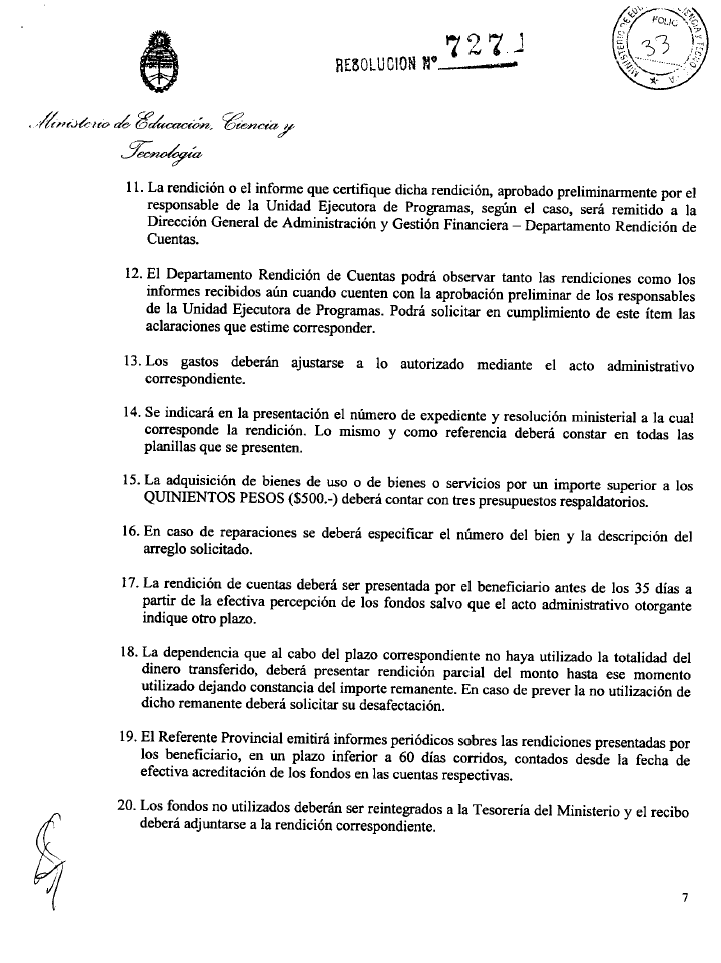 RESOLUCION Nº 727
FOLIO
33
Ministerio de Educación, Ciencia y
Tecnología
11. La rendición o el informe que certifique dicha rendición, aprobado preliminarmente por el
responsable de la Unidad Ejecutora de Programas, según el caso, será remitido a la
Dirección General de Administración y Gestión Financiera – Departamento Rendición de
Cuentas.
12. El Departamento Rendición de Cuentas podrá observar tanto las rendiciones como los
informes recibidos aún cuando cuenten con la aprobación preliminar de los responsables
de la Unidad Ejecutora de Programas. Podrá solicitar en cumplimiento de este ítem las
aclaraciones que estime corresponder.
13. Los gastos deberán ajustarse a lo autorizado mediante el acto administrativo
correspondiente.
14. Se indicará en la presentación el número de expediente y resolución ministerial a la cual
corresponde la rendición. Lo mismo y como referencia deberá constar en todas las
planillas que se presenten.
15. La adquisición de bienes de uso o de bienes o servicios por un importe superior a los
QUINIENTOS PESOS ($500.-) deberá contar con tres presupuestos respaldatorios.
16. En caso de reparaciones se deberá especificar el número del bien y la descripción del
arreglo solicitado.
17. La rendición de cuentas deberá ser presentada por el beneficiario antes de los 35 días a
partir de la efectiva percepción de los fondos salvo que el acto administrativo otorgante
indique otro plazo.
18. La dependencia que al cabo del plazo correspondiente no haya utilizado la totalidad del
dinero transferido, deberá presentar rendición parcial del monto hasta ese momento
utilizado dejando constancia del importe remanente. En caso de prever la no utilización de
dicho remanente deberá solicitar su desafectación.
19. El Referente Provincial emitirá informes periódicos sobre las rendiciones presentadas por
los beneficiario, en un plazo inferior a 60 días corridos, contados desde la fecha de
efectiva acreditación de los fondos en las cuentas respectivas.
20. Los fondos no utilizados deberán ser reintegrados a la Tesorería del Ministerio y el recibo
deberá adjuntarse a la rendición correspondiente.
7